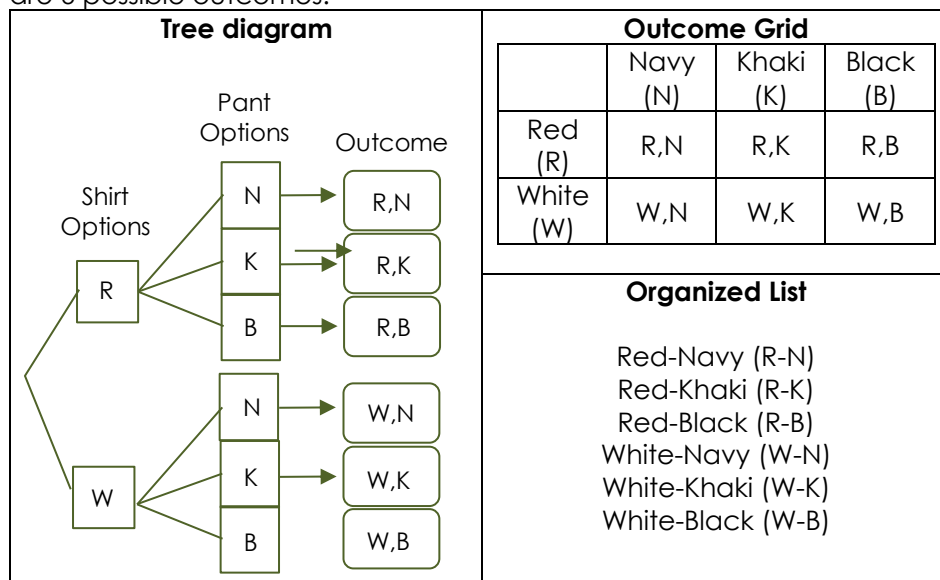 are 6 possible outcomes.
Tree diagram
Pant
Options
Outcome
Shirt
Options
N
R,N
K
R,K
R
B
R,B
N
W,N
K
W,K
W
B
W,B
Outcome Grid
Navy
(N)
Khaki
(K)
Black
(B)
Red
(R)
R,N
R,K
R,B
White
(W)
W,N
W,K
W,B
Organized List
Red-Navy (R-N)
Red-Khaki (R-K)
Red-Black (R-B)
White-Navy (W-N)
White-Khaki (W-K)
White-Black (W-B)